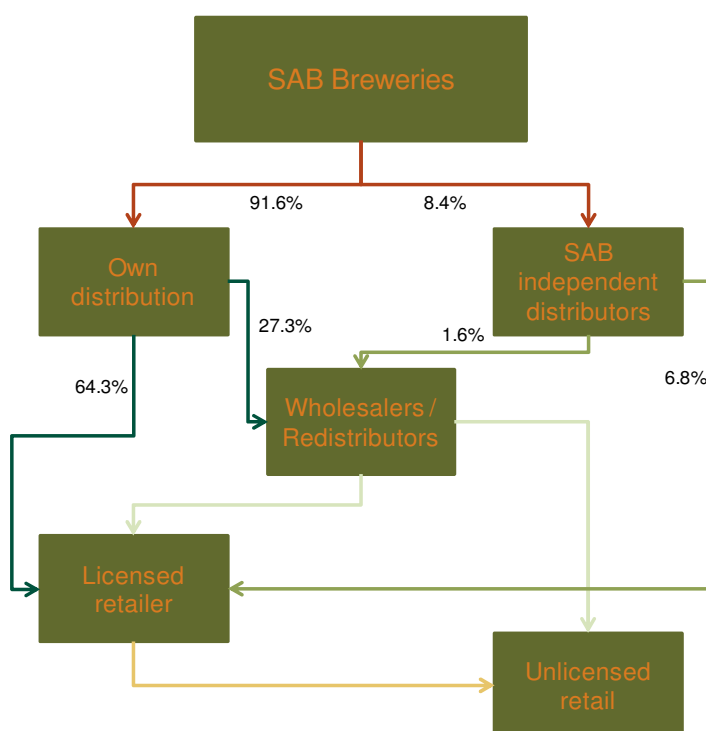 SAB Breweries
91.6%
8.4%
Own
distribution
SAB
independent
distributors
27.3%
1.6%
64.3%
6.8%
Wholesalers /
Redistributors
Licensed
retailer
Unlicensed
retail